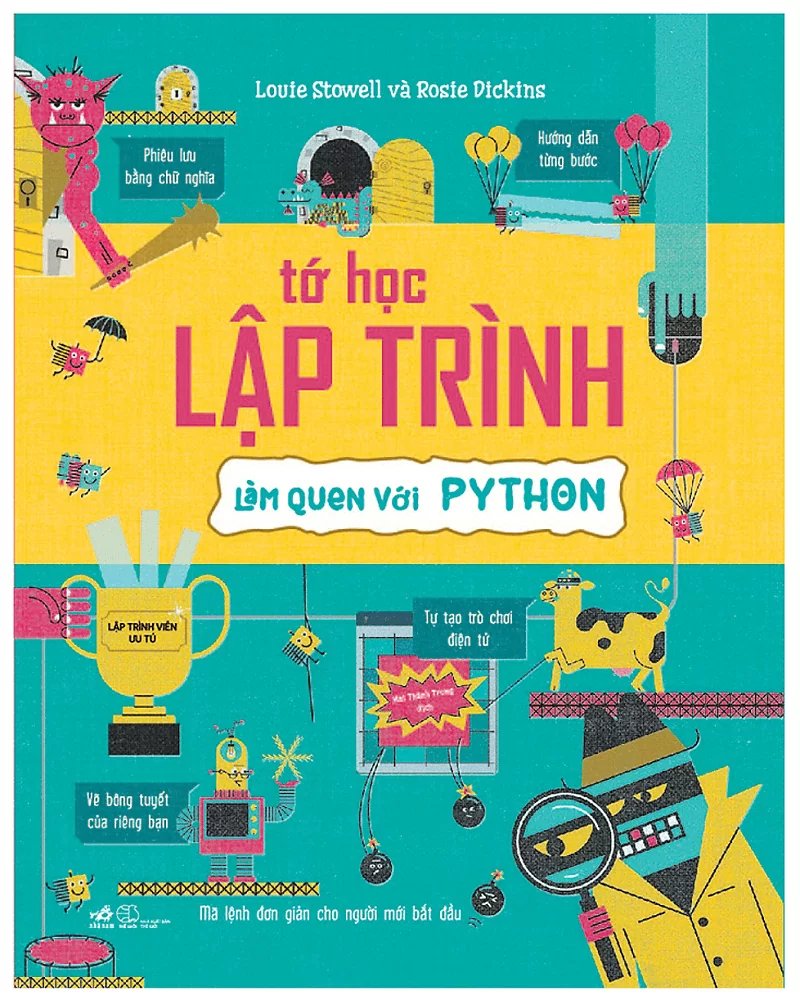 Louie Stowell và Rosie Dickins
Phiêu lưu
bằng chữ nghĩa
Hướng dẫn
từng bước
tớ học
LẬP TRÌNH
Làm quen với PYTHON
LẬP TRÌNH VIÊN
ƯU TÚ
Tự tạo trò chơi
điện tử
Mai Thành Trung
dịch
Vẽ bông tuyết
của riêng bạn
Mã lệnh đơn giản cho người mới bắt đầu